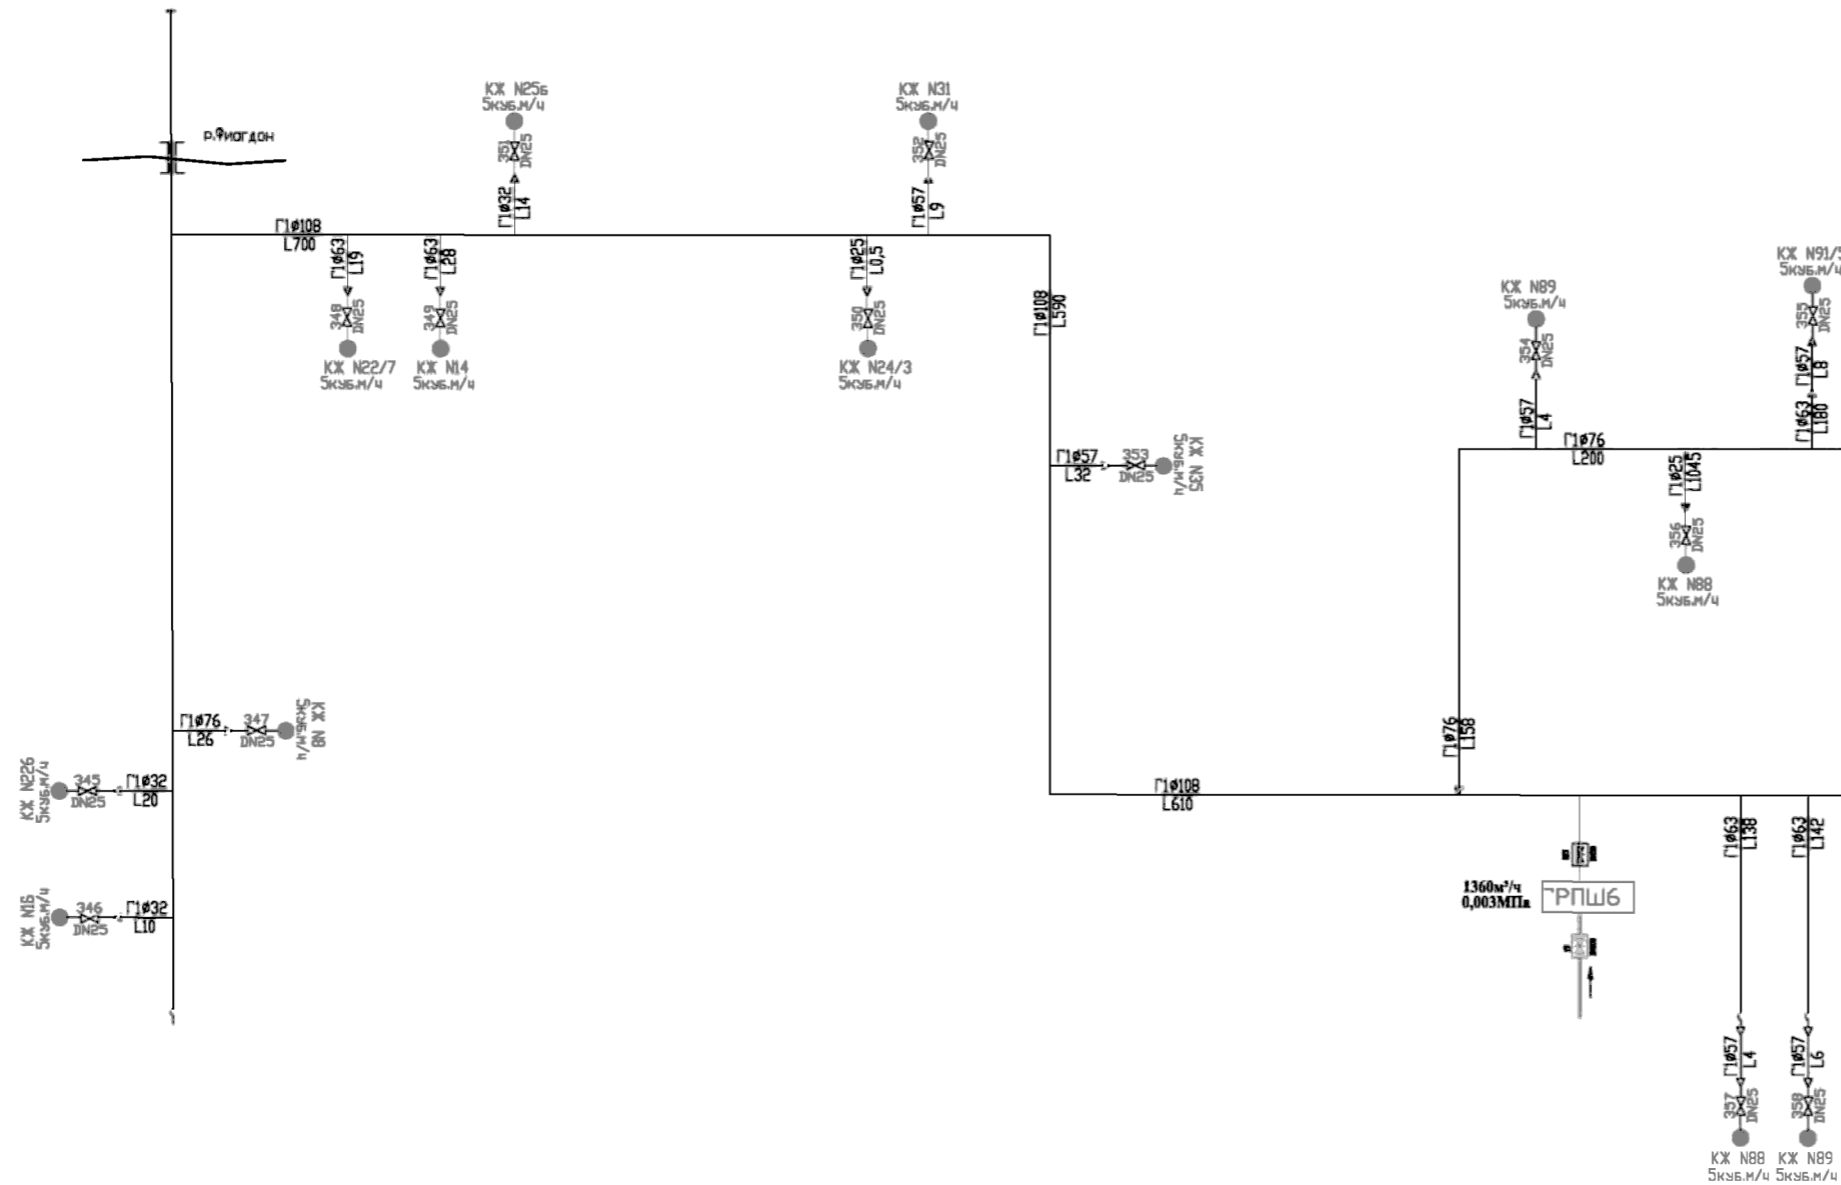 р.Фиагдон
КЖ N25б
5куб.м/ч
351
DN25
Г1ø32
L14
КЖ N31
5куб.м/ч
352
DN25
Г1ø57
L9
Г1ø108
L700
Г1ø63
L19
348
DN25
КЖ N22/7
5куб.м/ч
Г1ø63
L28
349
DN25
КЖ N14
5куб.м/ч
Г1ø25
L0,5
350
DN25
КЖ N24/3
5куб.м/ч
Г1ø108
L590
Г1ø57
L32
353
DN25
КЖ N35
5куб.м/ч
КЖ N89
5куб.м/ч
354
DN25
Г1ø57
L4
КЖ N91/5
5куб.м/ч
355
DN25
Г1ø57
L8
Г1ø63
L180
Г1ø76
L200
Г1ø25
L1045
356
DN25
КЖ N88
5куб.м/ч
Г1ø76
L158
Г1ø76
L26
347
DN25
КЖ N8
5куб.м/ч
КЖ N226
5куб.м/ч
345
DN25
Г1ø32
L20
КЖ N16
5куб.м/ч
346
DN25
Г1ø32
L10
Г1ø108
L610
1360м³/ч
0,003МПа
ГРПШ6
Г1ø63
L138
Г1ø63
L142
Г1ø57
L4
357
DN25
КЖ N88
5куб.м/ч
Г1ø57
L6
358
DN25
КЖ N89
5куб.м/ч